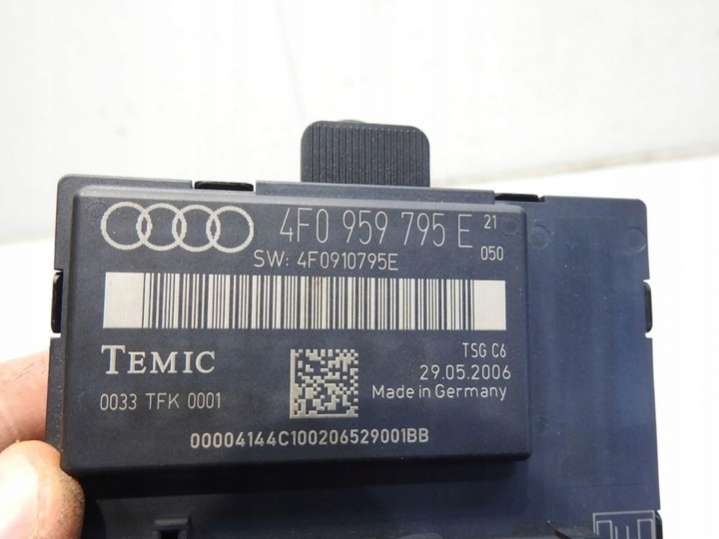 4F0 959 795 E 21
050
SW: 4F0910795E
TEMIC
TSG C6
29.05.2006
0033 TFK 0001
Made in Germany
00004144C100206529001BB